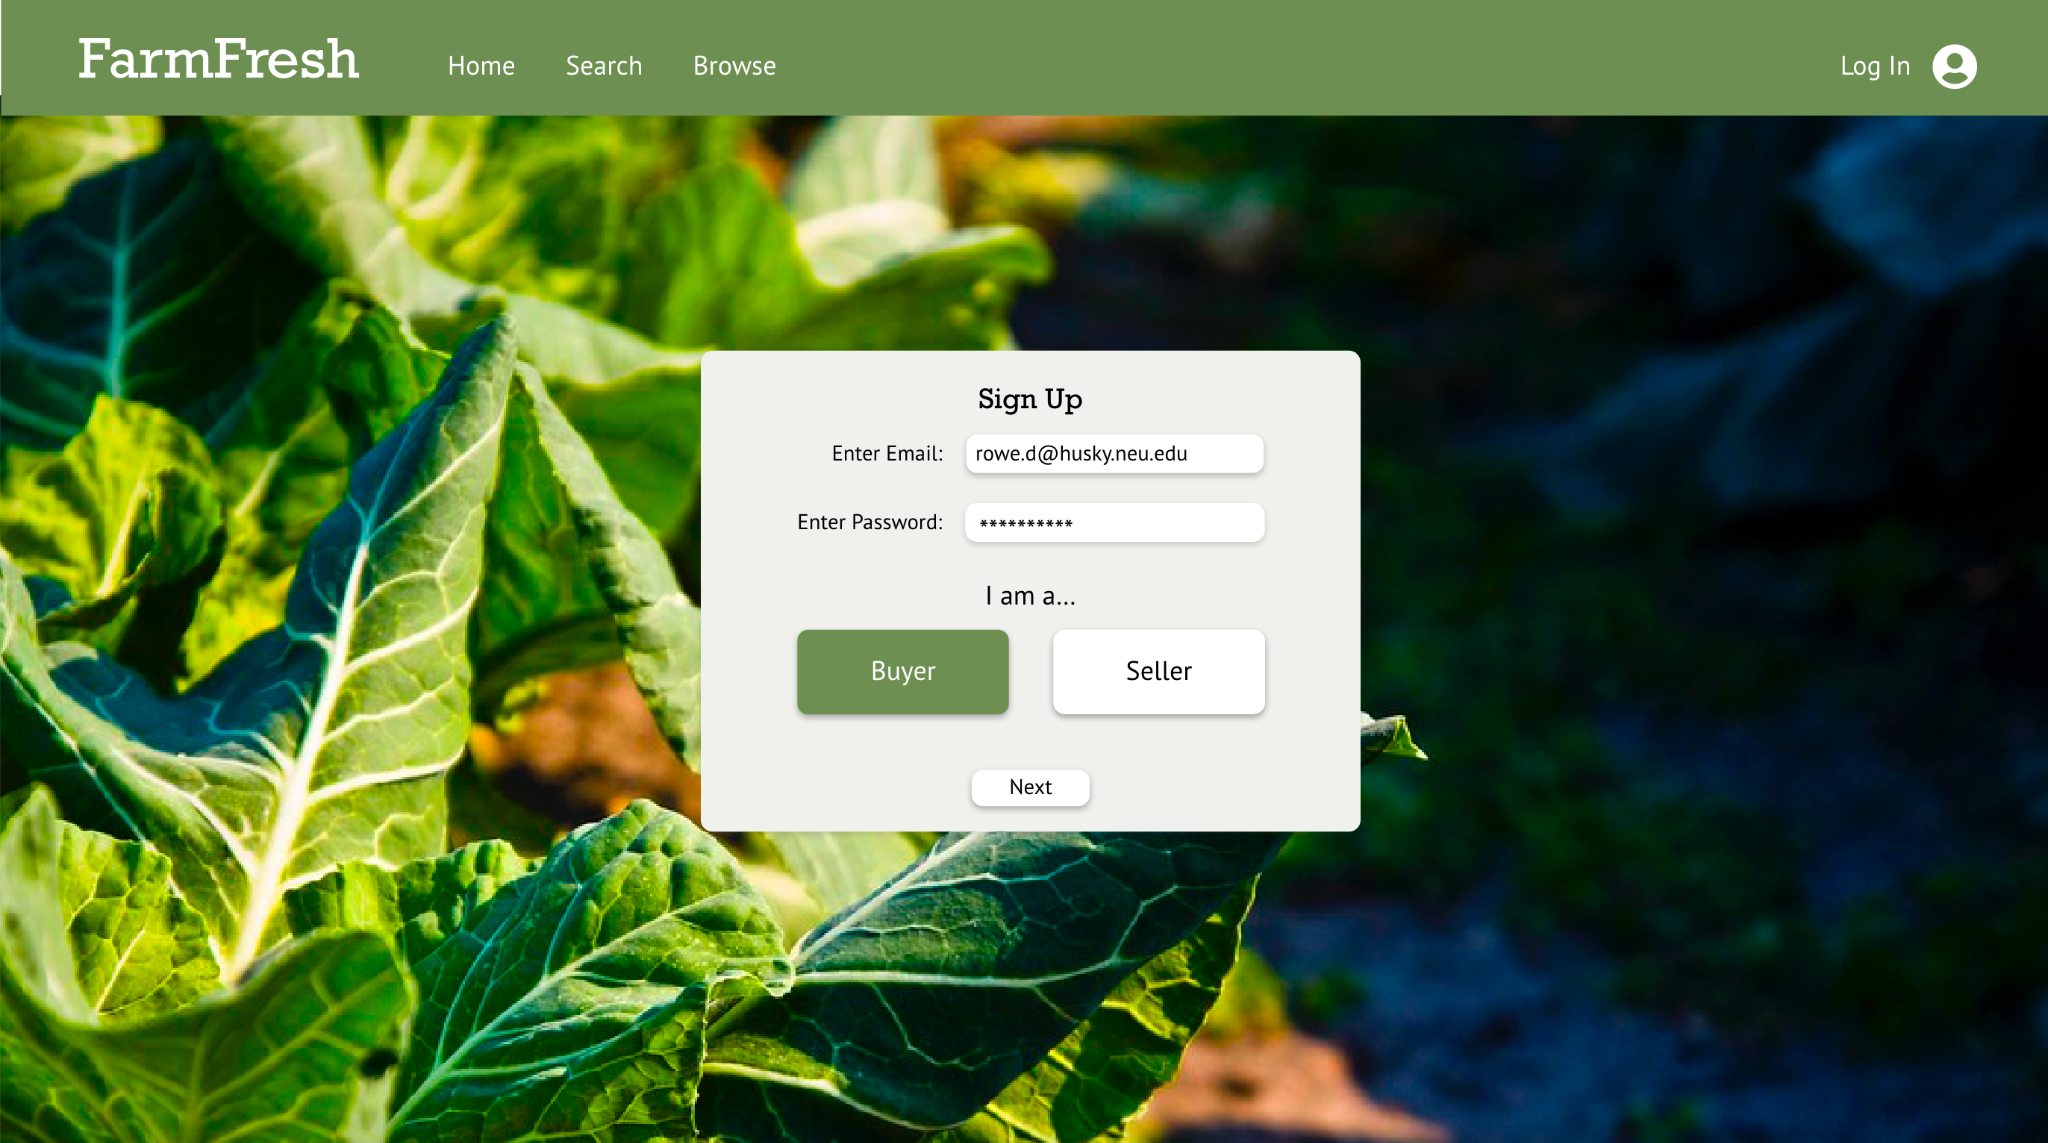 FarmFresh Home Search Browse Log In
Sign Up
Enter Email: rowe.d@husky.neu.edu
Enter Password: **********
I am a...
Buyer Seller
Next